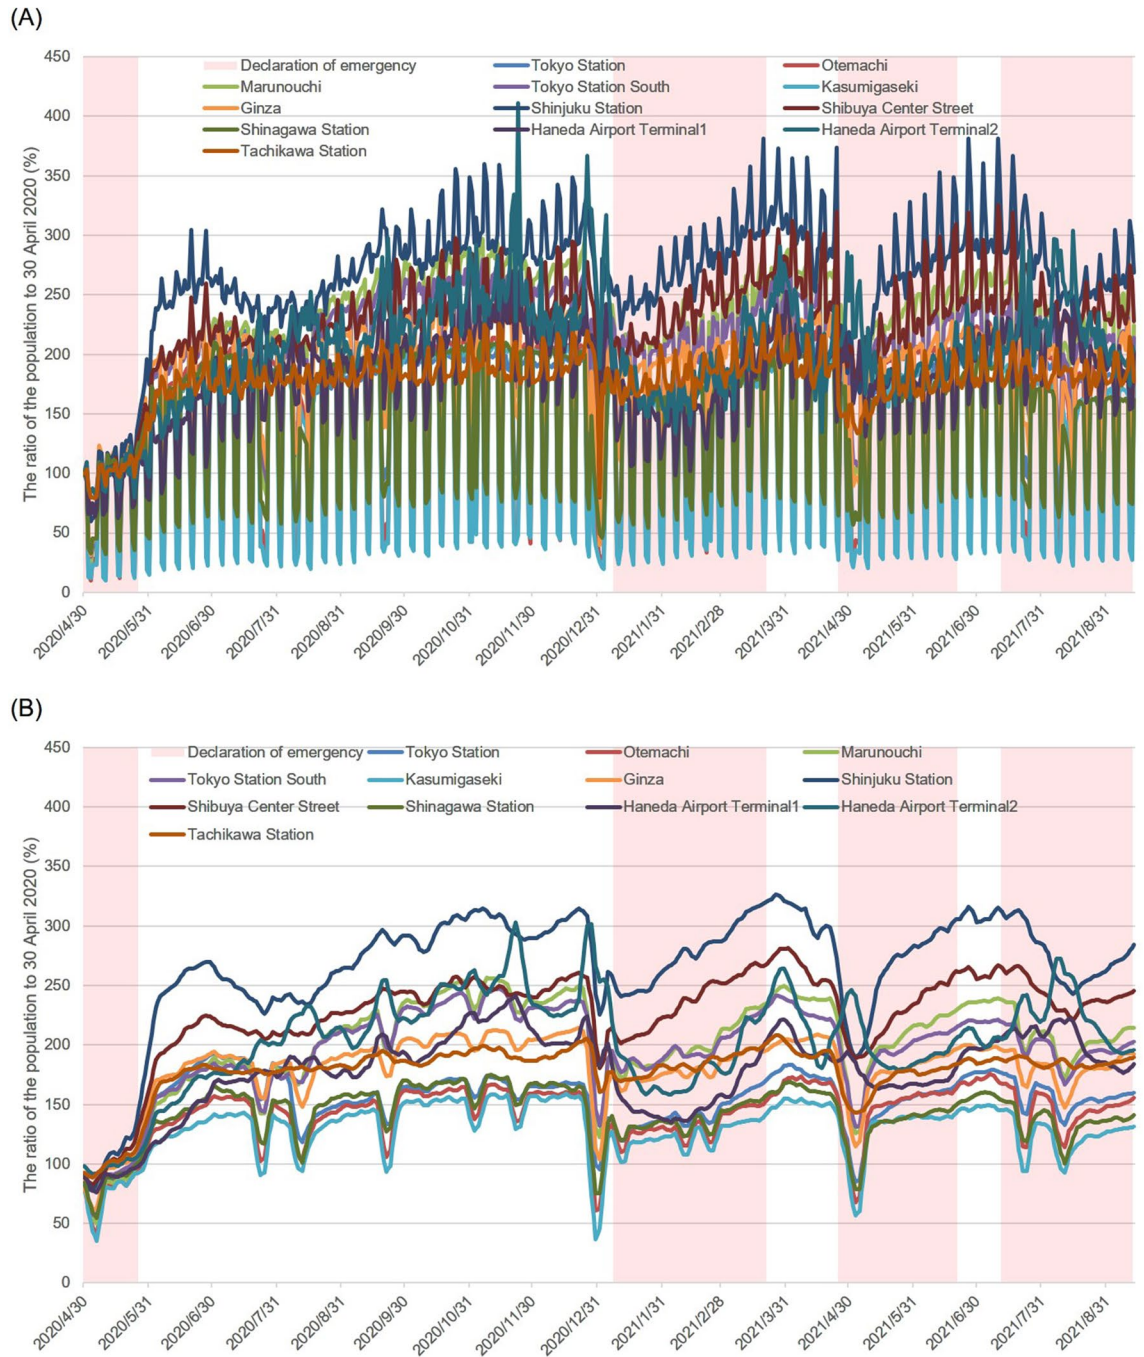 (A)
The ratio of the population to 30 April 2020 (%)
450
400
350
300
250
200
150
100
50
0
Declaration of emergency Tokyo Station Otemachi
Marunouchi Tokyo Station South Kasumigaseki
Ginza Shinjuku Station Shibuya Center Street
Shinagawa Station Haneda Airport Terminal1 Haneda Airport Terminal2
Tachikawa Station
2020/4/30 2020/5/31 2020/6/30 2020/7/31 2020/8/31 2020/9/30 2020/10/31 2020/11/30 2020/12/31 2021/1/31 2021/2/28 2021/3/31 2021/4/30 2021/5/31 2021/6/30 2021/7/31 2021/8/31
(B)
The ratio of the population to 30 April 2020 (%)
450
400
350
300
250
200
150
100
50
0
Declaration of emergency Tokyo Station Otemachi Marunouchi
Tokyo Station South Kasumigaseki Ginza Shinjuku Station
Shibuya Center Street Shinagawa Station Haneda Airport Terminal1 Haneda Airport Terminal2
Tachikawa Station
2020/4/30 2020/5/31 2020/6/30 2020/7/31 2020/8/31 2020/9/30 2020/10/31 2020/11/30 2020/12/31 2021/1/31 2021/2/28 2021/3/31 2021/4/30 2021/5/31 2021/6/30 2021/7/31 2021/8/31